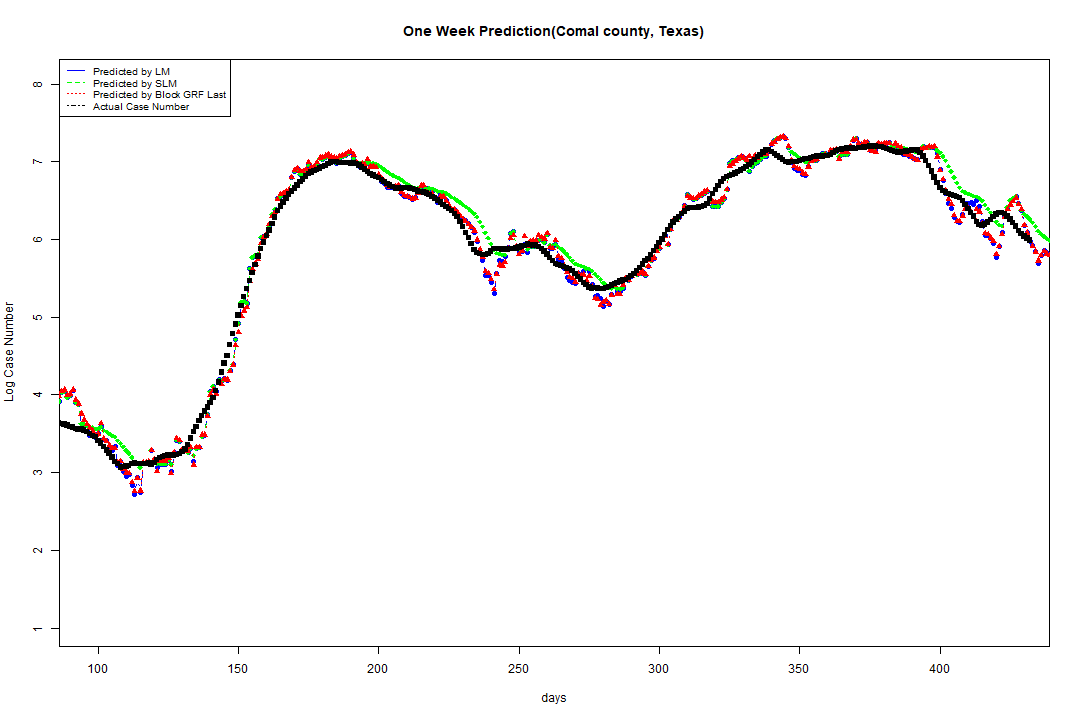 One Week Prediction(Comal county, Texas)
Predicted by LM
Predicted by SLM
Predicted by Block GRF Last
Actual Case Number
8
7
6
5
4
3
2
1
Log Case Number
100 150 200 250 300 350 400
days